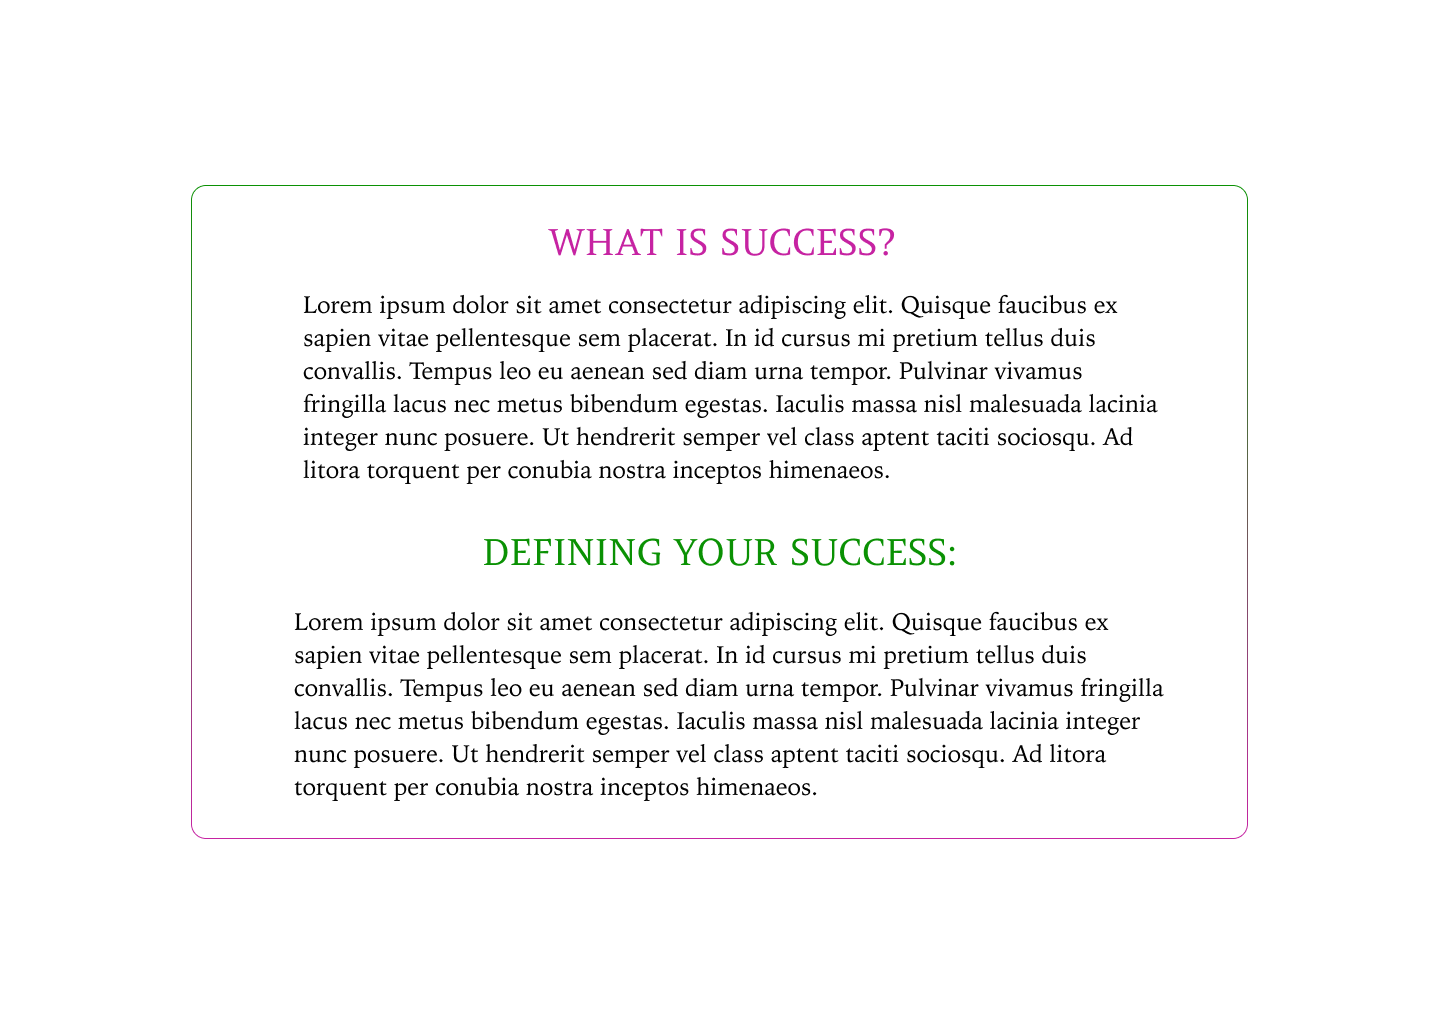 WHAT IS SUCCESS?
Lorem ipsum dolor sit amet consectetur adipiscing elit. Quisque faucibus ex
sapien vitae pellentesque sem placerat. In id cursus mi pretium tellus duis
convallis. Tempus leo eu aenean sed diam urna tempor. Pulvinar vivamus
fringilla lacus nec metus bibendum egestas. Iaculis massa nisl malesuada lacinia
integer nunc posuere. Ut hendrerit semper vel class aptent taciti sociosqu. Ad
litora torquent per conubia nostra inceptos himenaeos.
DEFINING YOUR SUCCESS:
Lorem ipsum dolor sit amet consectetur adipiscing elit. Quisque faucibus ex
sapien vitae pellentesque sem placerat. In id cursus mi pretium tellus duis
convallis. Tempus leo eu aenean sed diam urna tempor. Pulvinar vivamus fringilla
lacus nec metus bibendum egestas. Iaculis massa nisl malesuada lacinia integer
nunc posuere. Ut hendrerit semper vel class aptent taciti sociosqu. Ad litora
torquent per conubia nostra inceptos himenaeos.